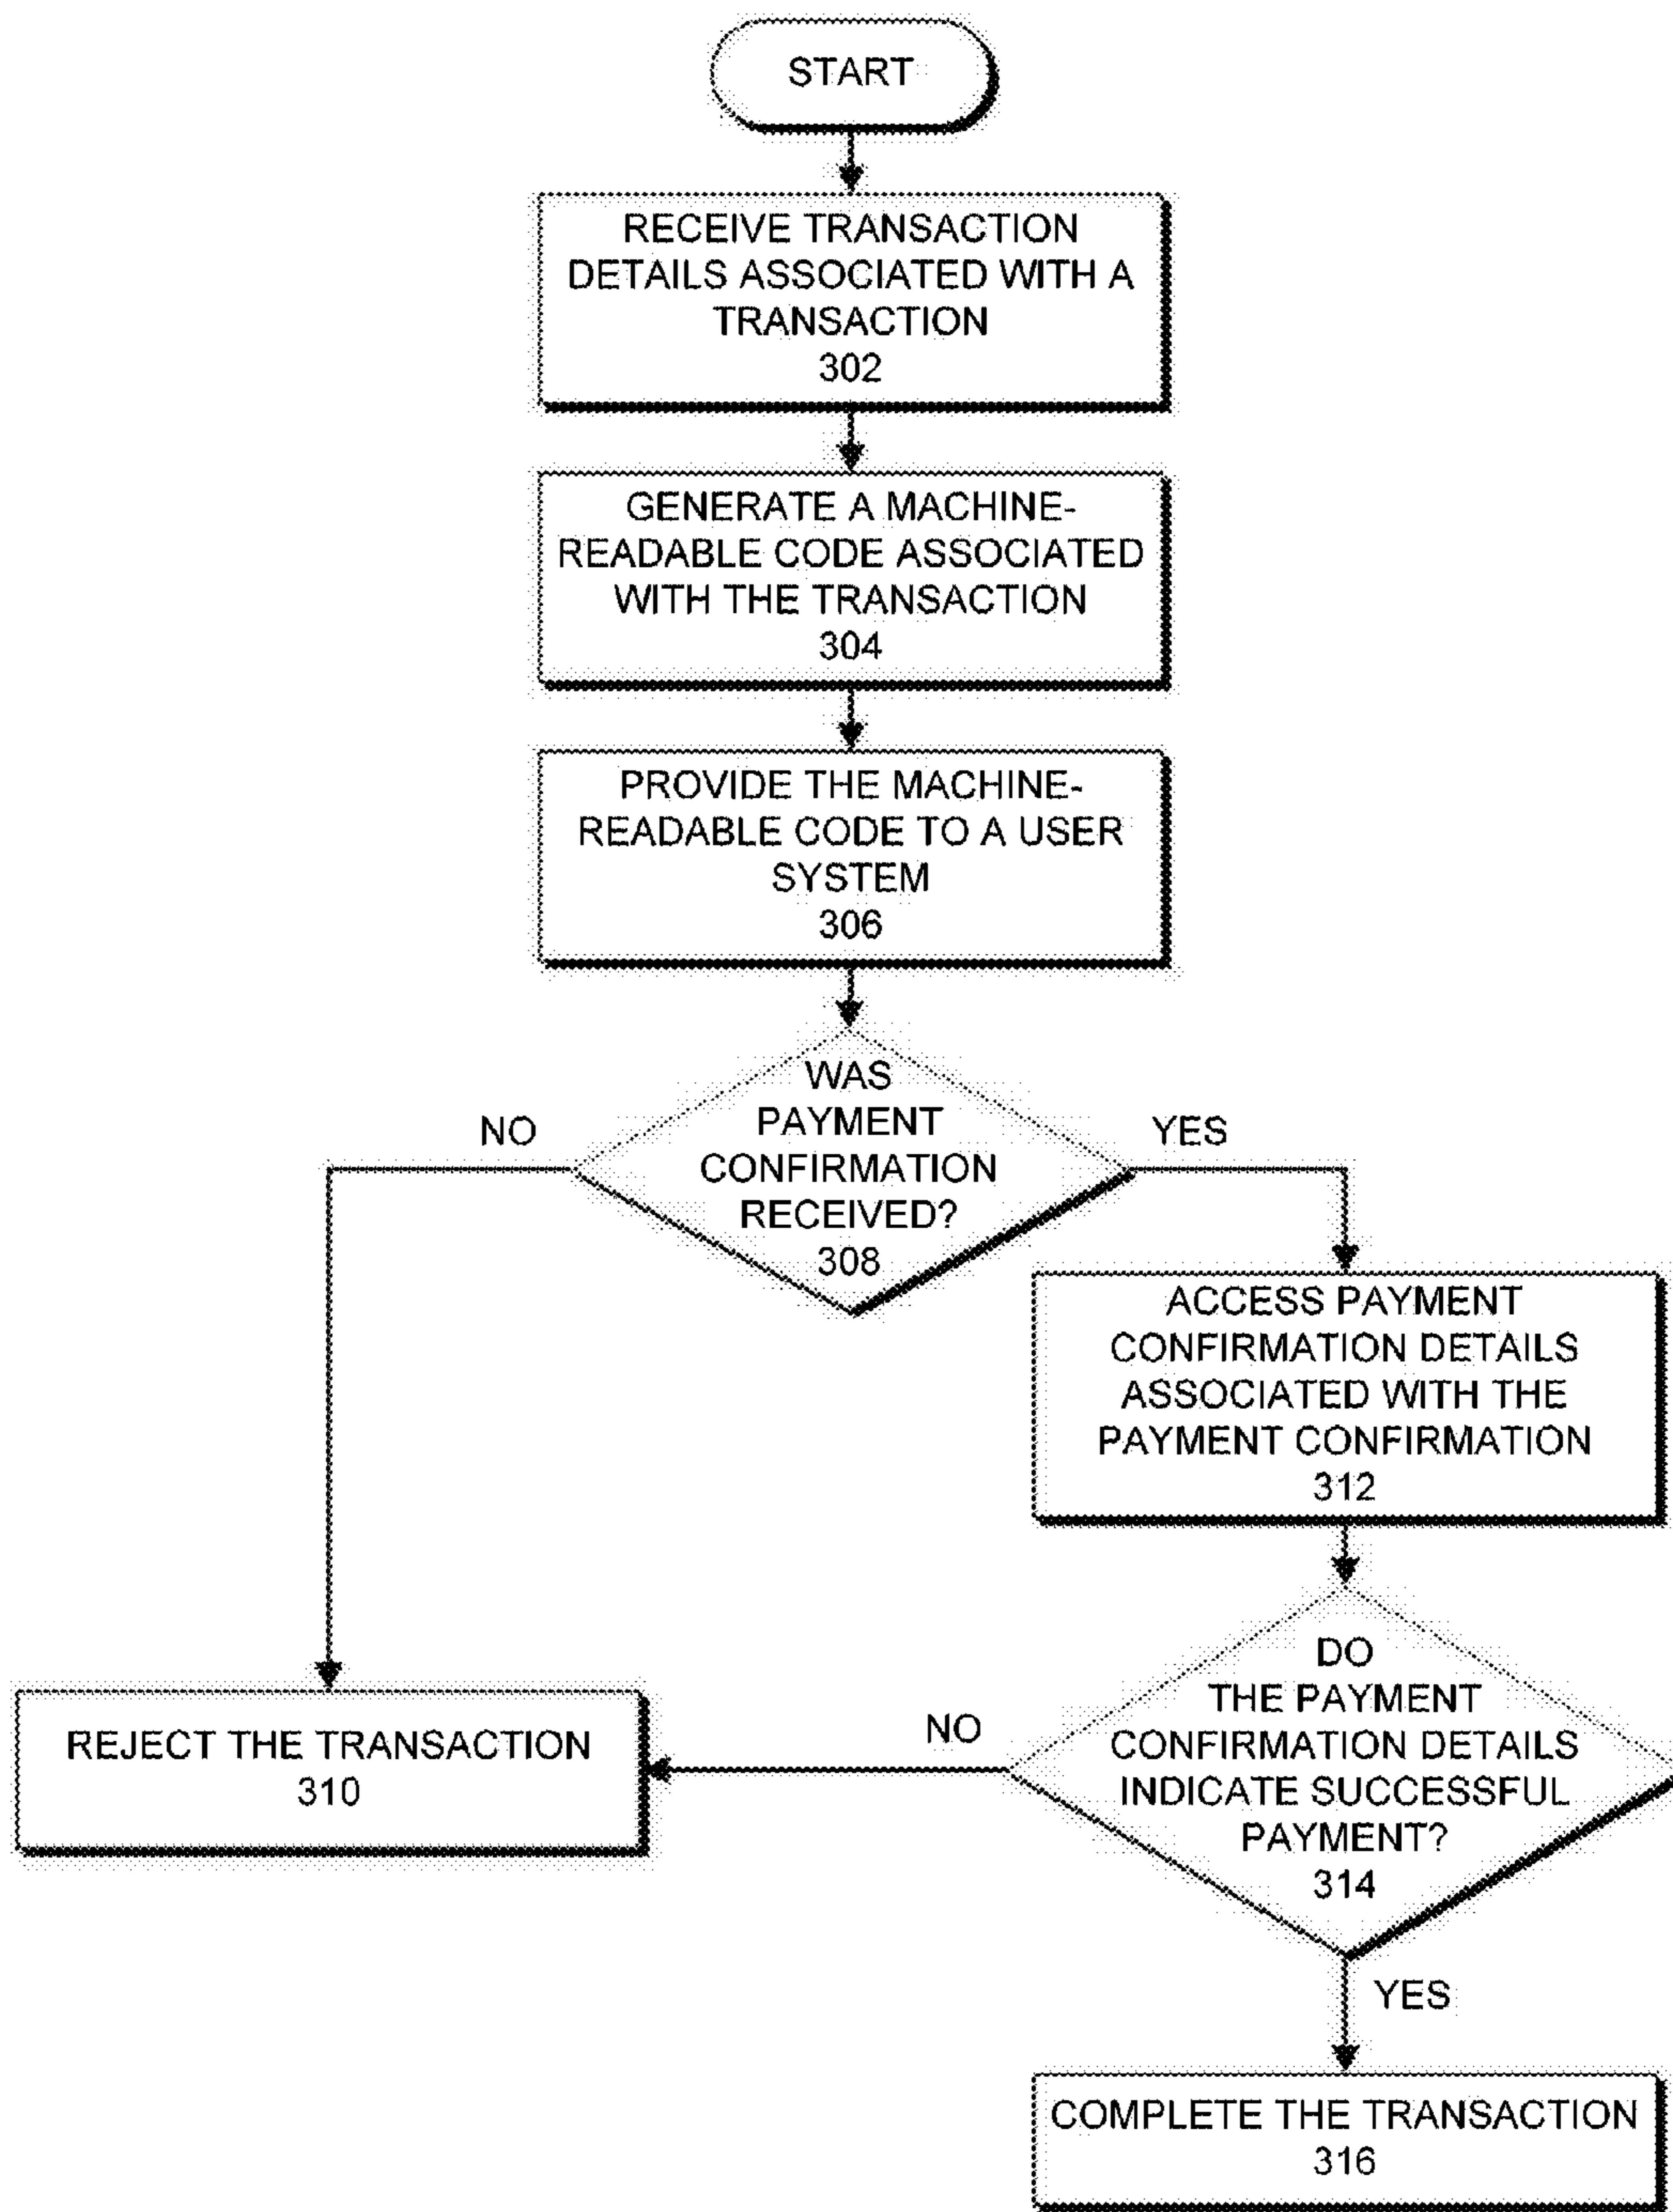 START
RECEIVE TRANSACTION
DETAILS ASSOCIATED WITH A
TRANSACTION
302
GENERATE A MACHINE-
READABLE CODE ASSOCIATED
WITH THE TRANSACTION
304
PROVIDE THE MACHINE-
READABLE CODE TO A USER
SYSTEM
306
WAS
PAYMENT
CONFIRMATION
RECEIVED?
308
NO
YES
ACCESS PAYMENT
CONFIRMATION DETAILS
ASSOCIATED WITH THE
PAYMENT CONFIRMATION
312
DO
THE PAYMENT
CONFIRMATION DETAILS
INDICATE SUCCESSFUL
PAYMENT?
314
NO
REJECT THE TRANSACTION
310
YES
COMPLETE THE TRANSACTION
316